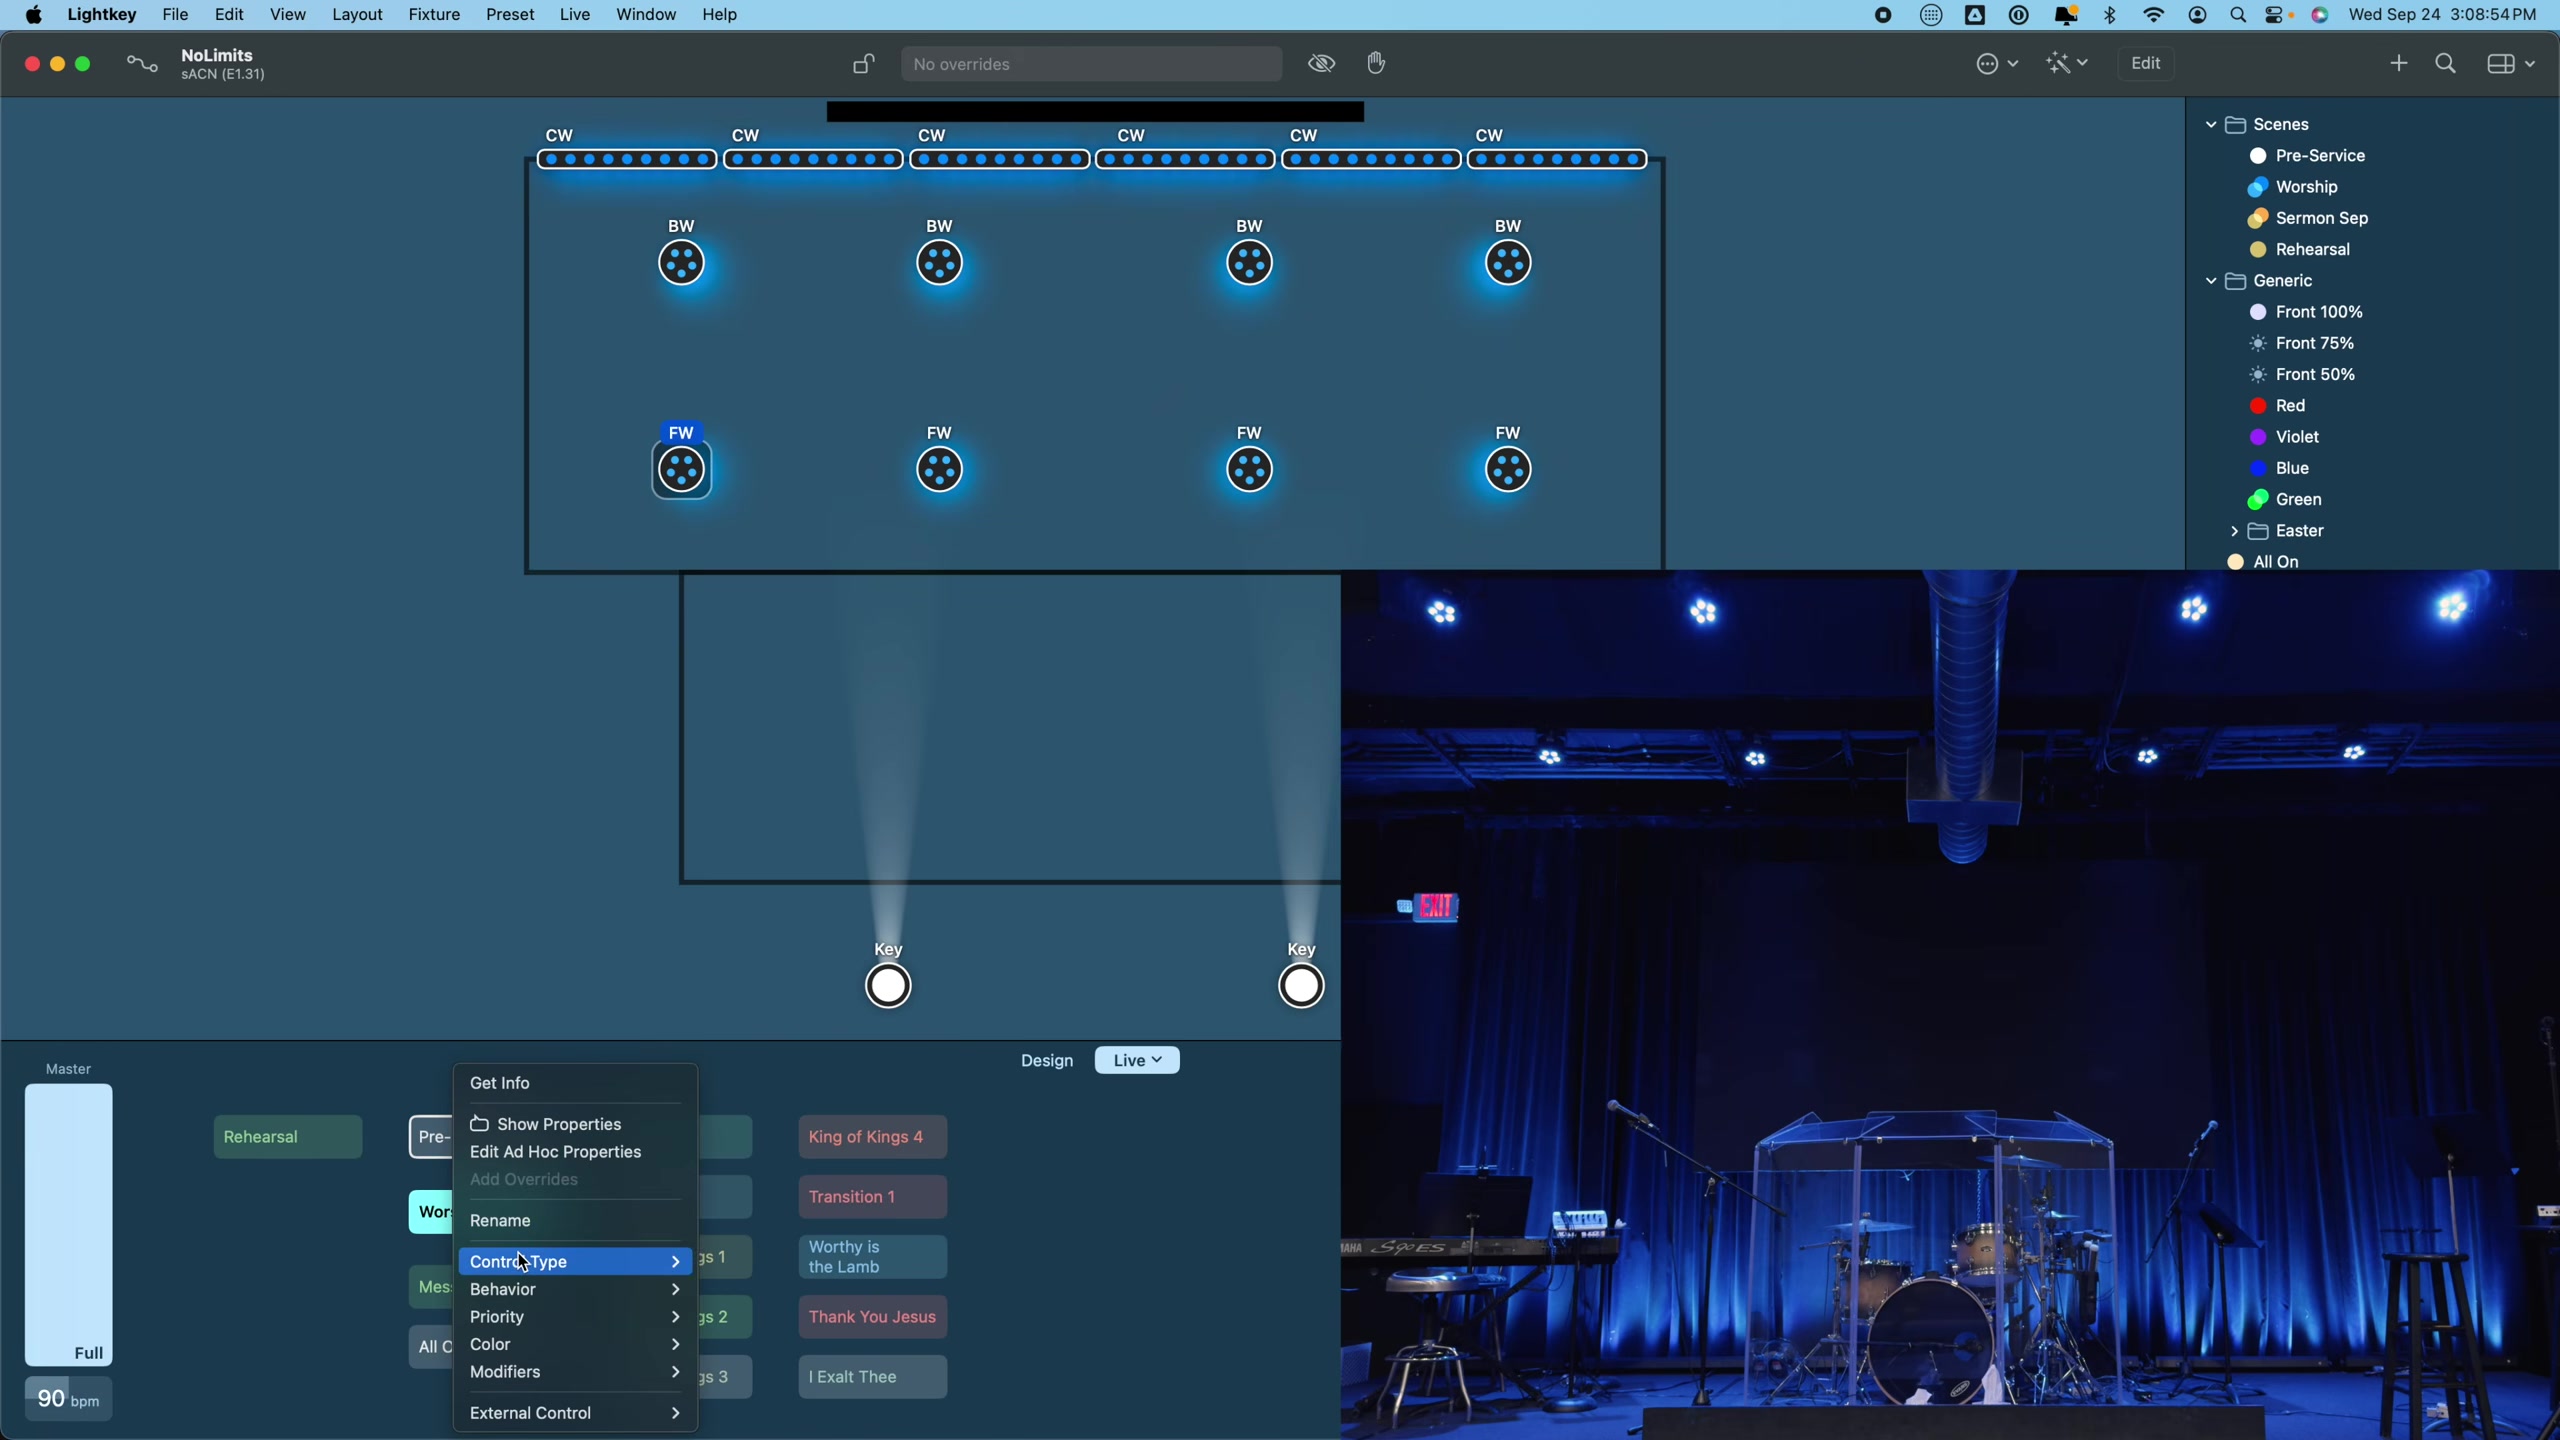 Lightkey File Edit View Layout Fixture Preset Live Window Help
Wed Sep 24 3:08:54 PM
NoLimits
sACN (E1.31)
No overrides
Edit
CW CW CW CW CW CW
BW BW BW BW
FW FW FW FW
Key Key
Scenes
Pre-Service
Worship
Sermon Sep
Rehearsal
Generic
Front 100%
Front 75%
Front 50%
Red
Violet
Blue
Green
Easter
All On
EXIT
S90ES
Design Live
Master
Full
90 bpm
Rehearsal
Pre-
Wors
Mess
All O
Get Info
Show Properties
Edit Ad Hoc Properties
Add Overrides
Rename
Control Type
Behavior
Priority
Color
Modifiers
External Control
gs 1
gs 2
gs 3
King of Kings 4
Transition 1
Worthy is
the Lamb
Thank You Jesus
I Exalt Thee